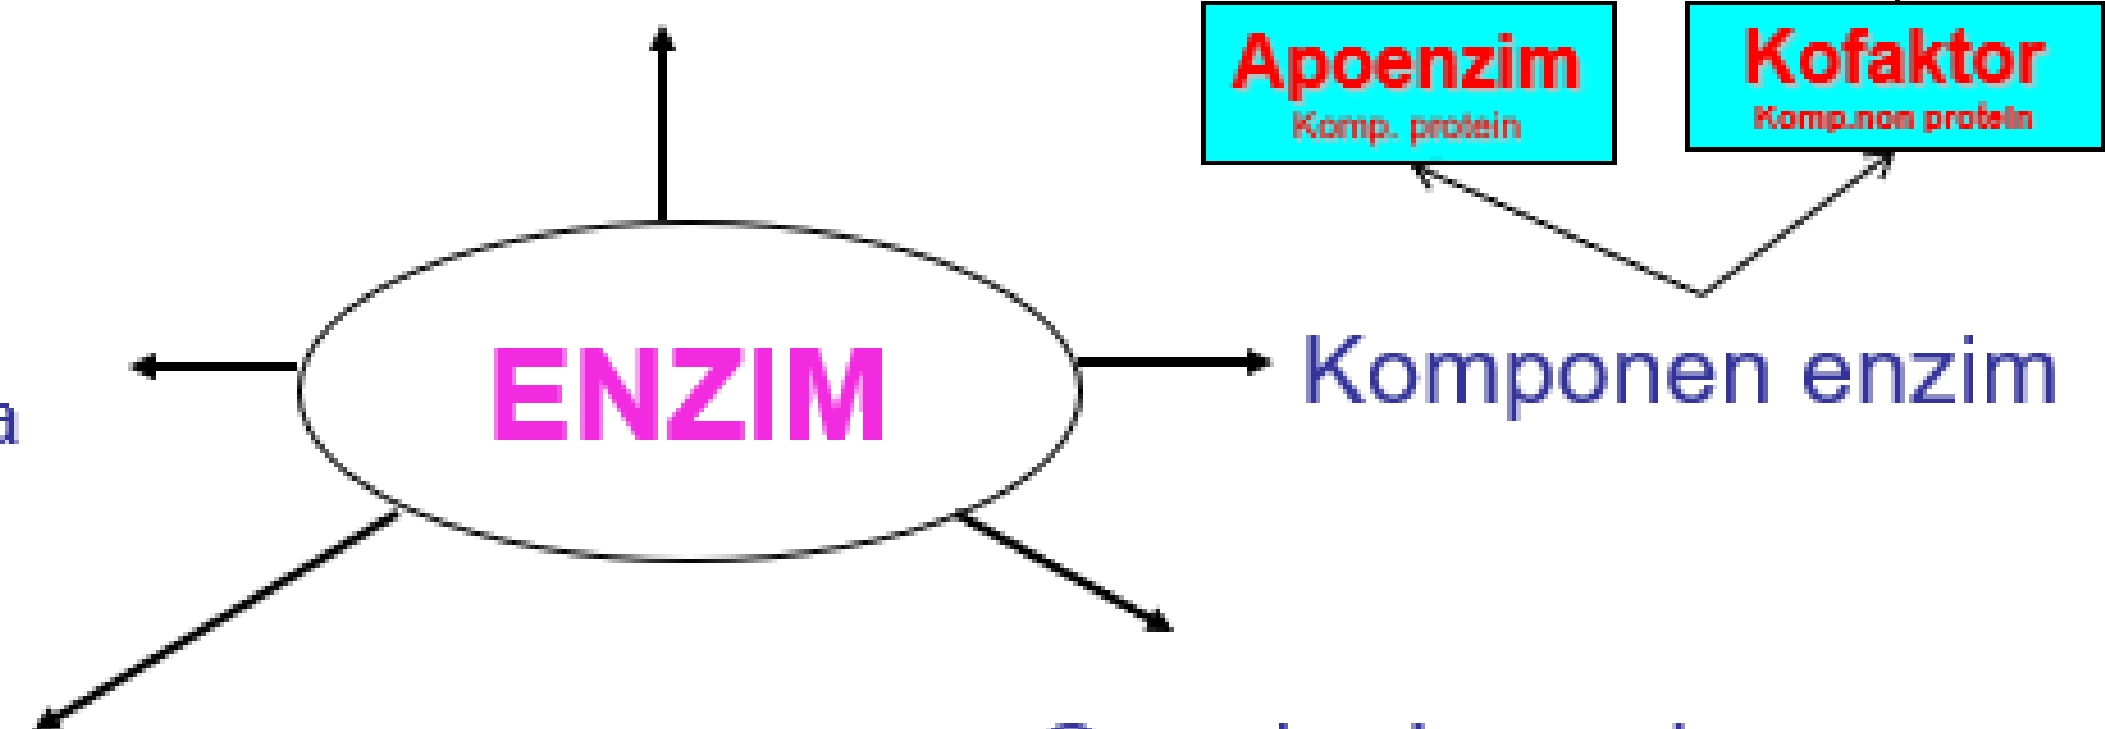 Apoenzim
Komp. protein
Kofaktor
Komp.non protein
ENZIM
Komponen enzim
a